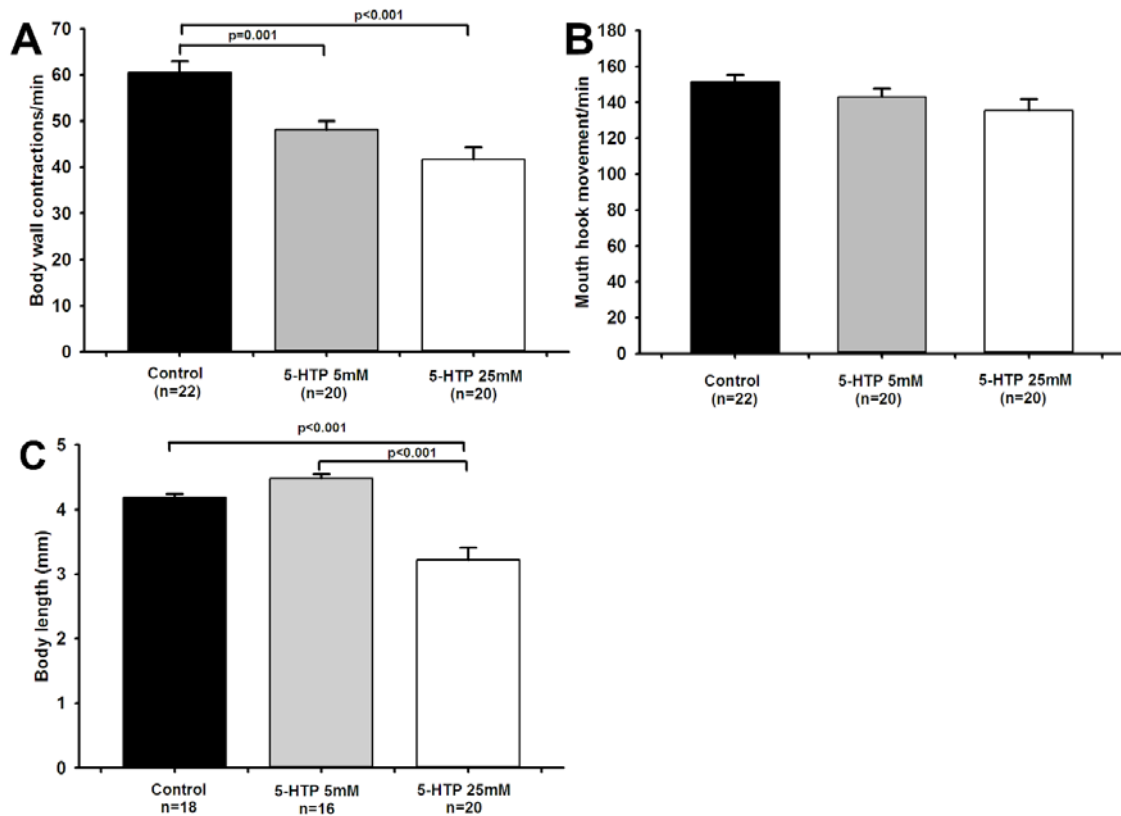 A
Body wall contractions/min
70
60
50
40
30
20
10
0
p<0.001
p=0.001
Control
(n=22)
5-HTP 5mM
(n=20)
5-HTP 25mM
(n=20)
B
Mouth hook movement/min
180
160
140
120
100
80
60
40
20
0
Control
(n=22)
5-HTP 5mM
(n=20)
5-HTP 25mM
(n=20)
C
Body length (mm)
5
4
3
2
1
0
p<0.001
p<0.001
Control
n=18
5-HTP 5mM
n=16
5-HTP 25mM
n=20